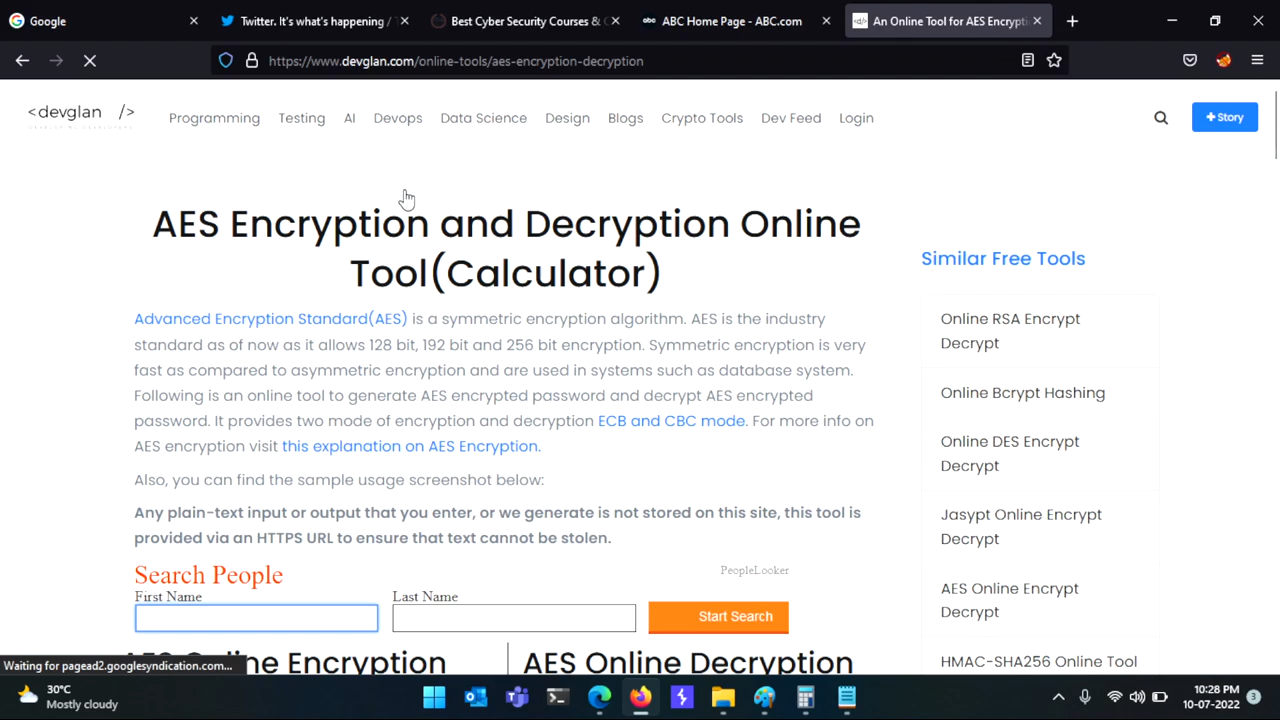 Google
Twitter. It's what's happening /
Best Cyber Security Courses &
abc
ABC Home Page - ABC.com
</>
An Online Tool for AES Encrypti
https://www.devglan.com/online-tools/aes-encryption-decryption
<devglan />
Programming
Testing
AI
Devops
Data Science
Design
Blogs
Crypto Tools
Dev Feed
Login
+ Story
AES Encryption and Decryption Online
Tool(Calculator)
Advanced Encryption Standard(AES) is a symmetric encryption algorithm. AES is the industry
standard as of now as it allows 128 bit, 192 bit and 256 bit encryption. Symmetric encryption is very
fast as compared to asymmetric encryption and are used in systems such as database system.
Following is an online tool to generate AES encrypted password and decrypt AES encrypted
password. It provides two mode of encryption and decryption ECB and CBC mode. For more info on
AES encryption visit this explanation on AES Encryption.
Also, you can find the sample usage screenshot below:
Any plain-text input or output that you enter, or we generate is not stored on this site, this tool is
provided via an HTTPS URL to ensure that text cannot be stolen.
Search People
PeopleLooker
First Name
Last Name
Start Search
AES Online Encryption
AES Online Decryption
Similar Free Tools
Online RSA Encrypt
Decrypt
Online Bcrypt Hashing
Online DES Encrypt
Decrypt
Jasypt Online Encrypt
Decrypt
AES Online Encrypt
Decrypt
HMAC-SHA256 Online Tool
Waiting for pagead2.googlesyndication.com...
30°C
Mostly cloudy
10:28 PM
10-07-2022
3